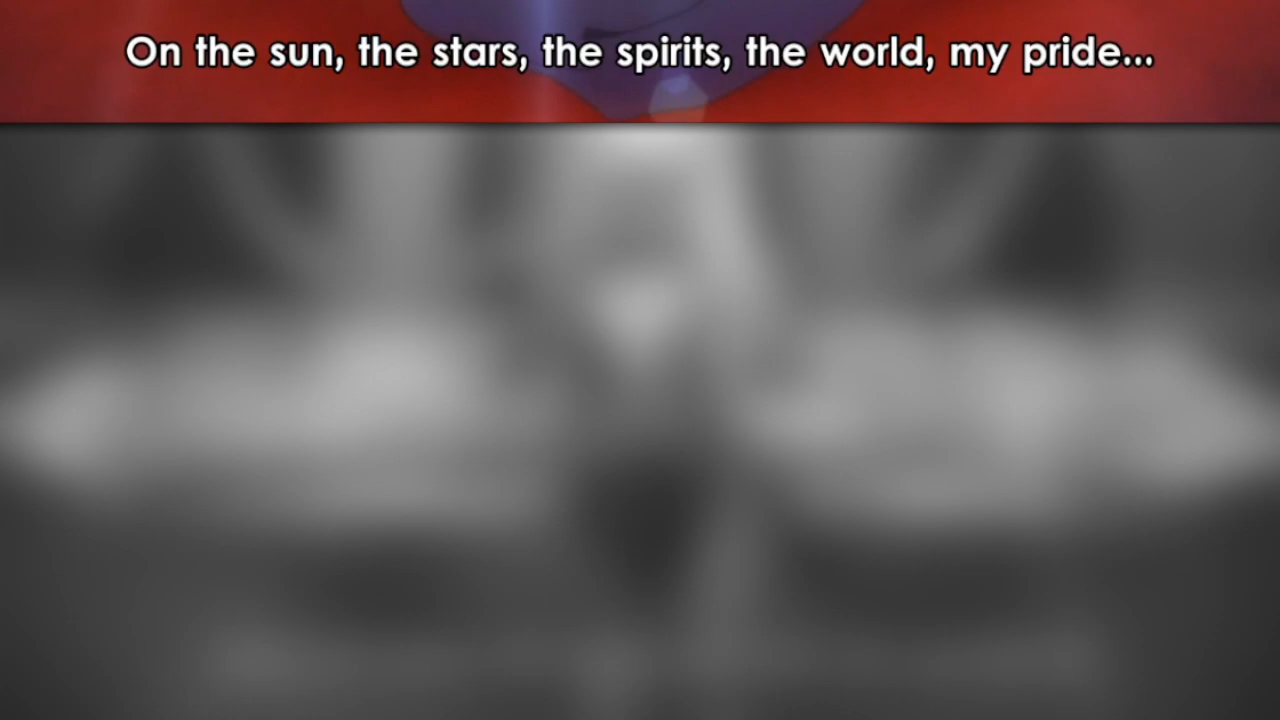 On the sun, the stars, the spirits, the world, my pride...